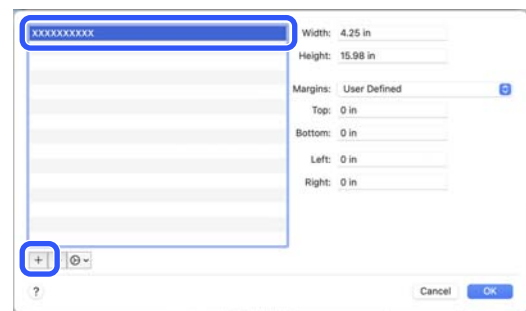 XXXXXXXXXX
Width: 4.25 in
Height: 15.98 in
Margins: User Defined
Top: 0 in
Bottom: 0 in
Left: 0 in
Right: 0 in
+
?
Cancel OK